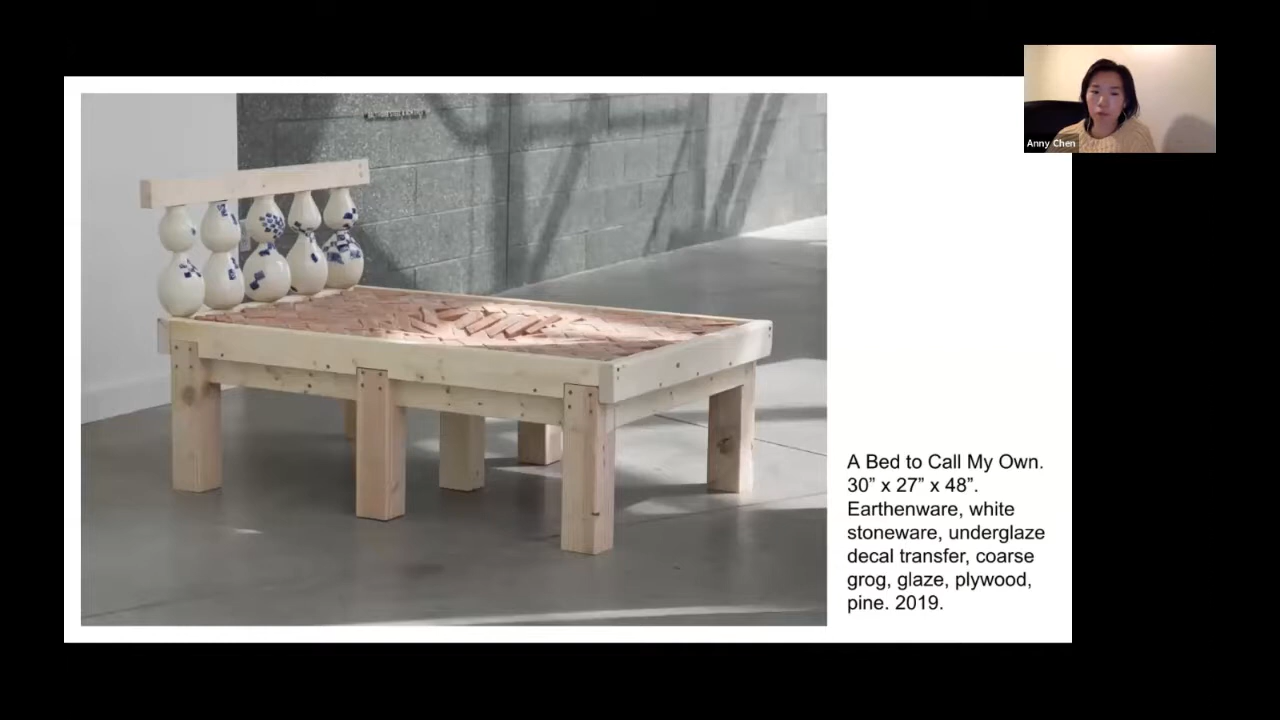 Anny Chen
A Bed to Call My Own.
30” x 27” x 48”.
Earthenware, white
stoneware, underglaze
decal transfer, coarse
grog, glaze, plywood,
pine. 2019.